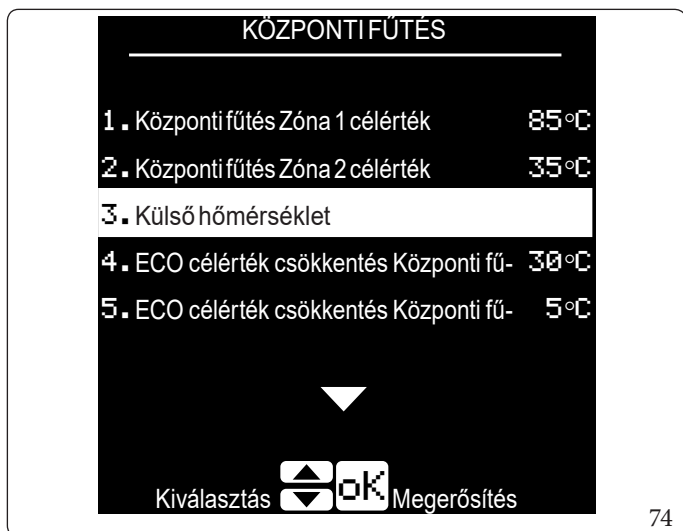 KÖZPONTI FŰTÉS
1. Központi fűtés Zóna 1 célérték 85°C
2. Központi fűtés Zóna 2 célérték 35°C
3. Külső hőmérséklet
4. ECO célérték csökkentés Központi fű- 30°C
5. ECO célérték csökkentés Központi fű- 5°C
Kiválasztás oK Megerősítés
74